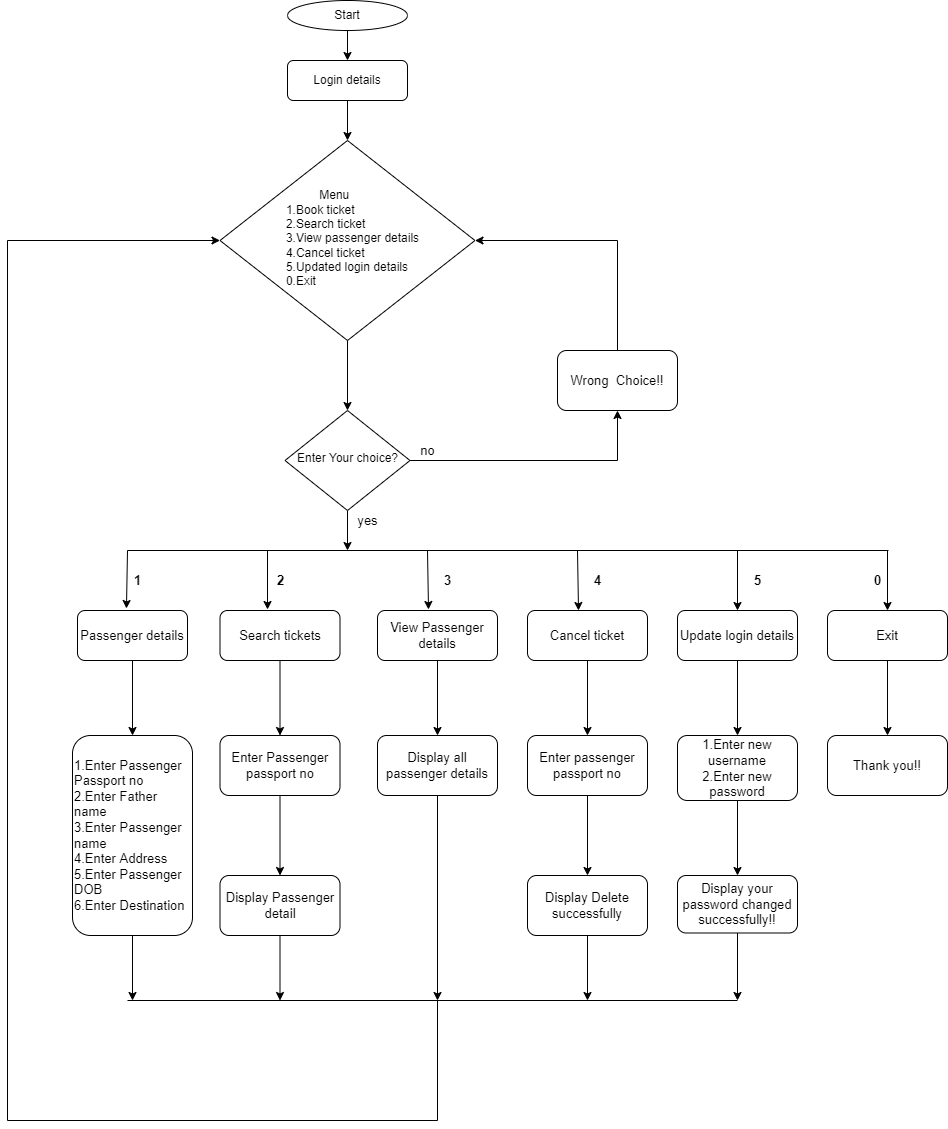 Start
Login details
Menu
1.Book ticket
2.Search ticket
3.View passenger details
4.Cancel ticket
5.Updated login details
0.Exit
Wrong  Choice!!
Enter Your choice?
no
yes
1
2
3
4
5
0
Passenger details
Search tickets
View Passenger
details
Cancel ticket
Update login details
Exit
1.Enter Passenger
Passport no
2.Enter Father
name
3.Enter Passenger
name
4.Enter Address
5.Enter Passenger
DOB
6.Enter Destination
Enter Passenger
passport no
Display all
passenger details
Enter passenger
passport no
1.Enter new
username
2.Enter new
password
Thank you!!
Display Passenger
detail
Display Delete
successfully
Display your
password changed
successfully!!